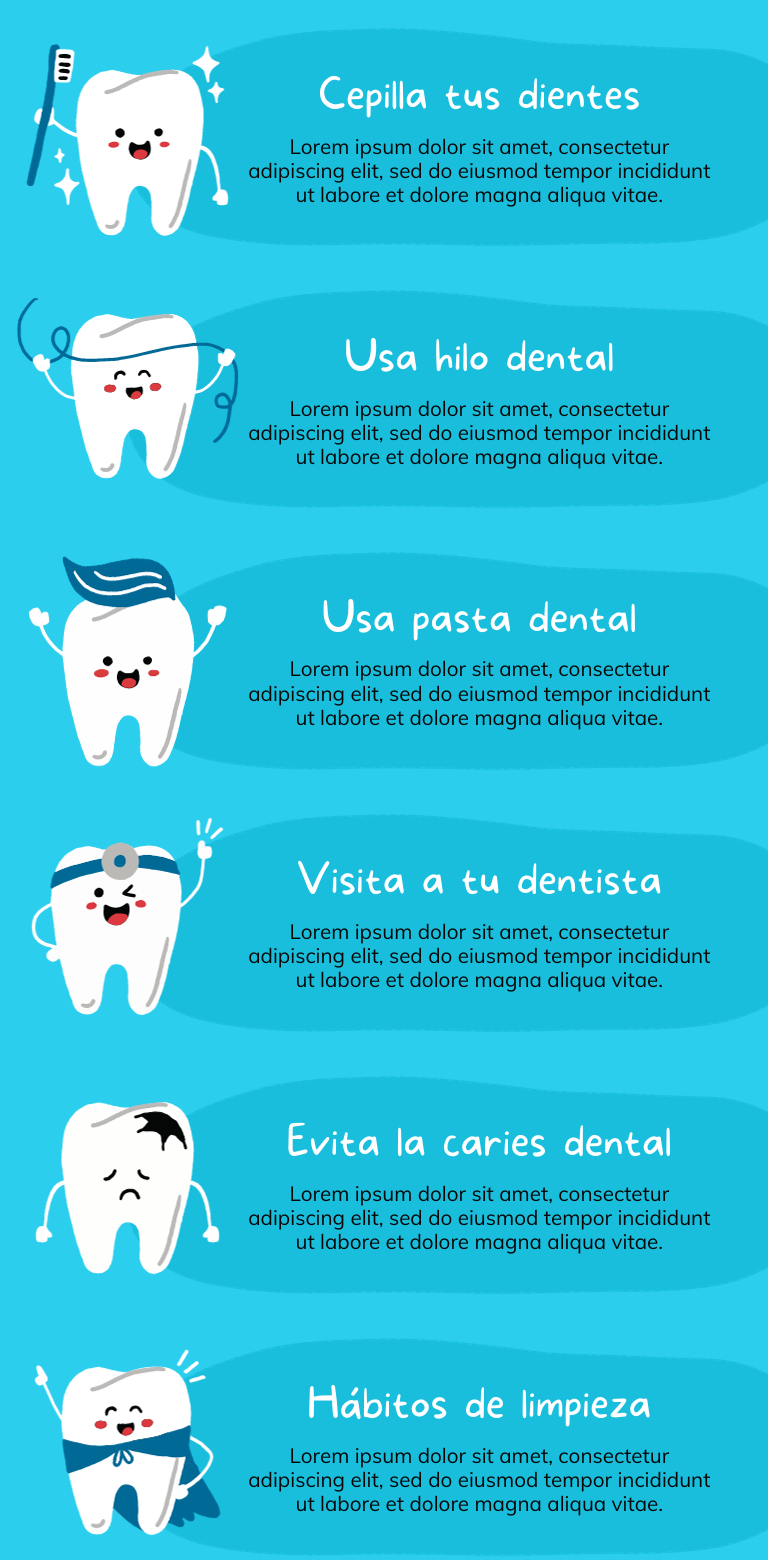 Cepilla tus dientes
Lorem ipsum dolor sit amet, consectetur
adipiscing elit, sed do eiusmod tempor incididunt
ut labore et dolore magna aliqua vitae.
Usa hilo dental
Lorem ipsum dolor sit amet, consectetur
adipiscing elit, sed do eiusmod tempor incididunt
ut labore et dolore magna aliqua vitae.
Usa pasta dental
Lorem ipsum dolor sit amet, consectetur
adipiscing elit, sed do eiusmod tempor incididunt
ut labore et dolore magna aliqua vitae.
Visita a tu dentista
Lorem ipsum dolor sit amet, consectetur
adipiscing elit, sed do eiusmod tempor incididunt
ut labore et dolore magna aliqua vitae.
Evita la caries dental
Lorem ipsum dolor sit amet, consectetur
adipiscing elit, sed do eiusmod tempor incididunt
ut labore et dolore magna aliqua vitae.
Hábitos de limpieza
Lorem ipsum dolor sit amet, consectetur
adipiscing elit, sed do eiusmod tempor incididunt
ut labore et dolore magna aliqua vitae.